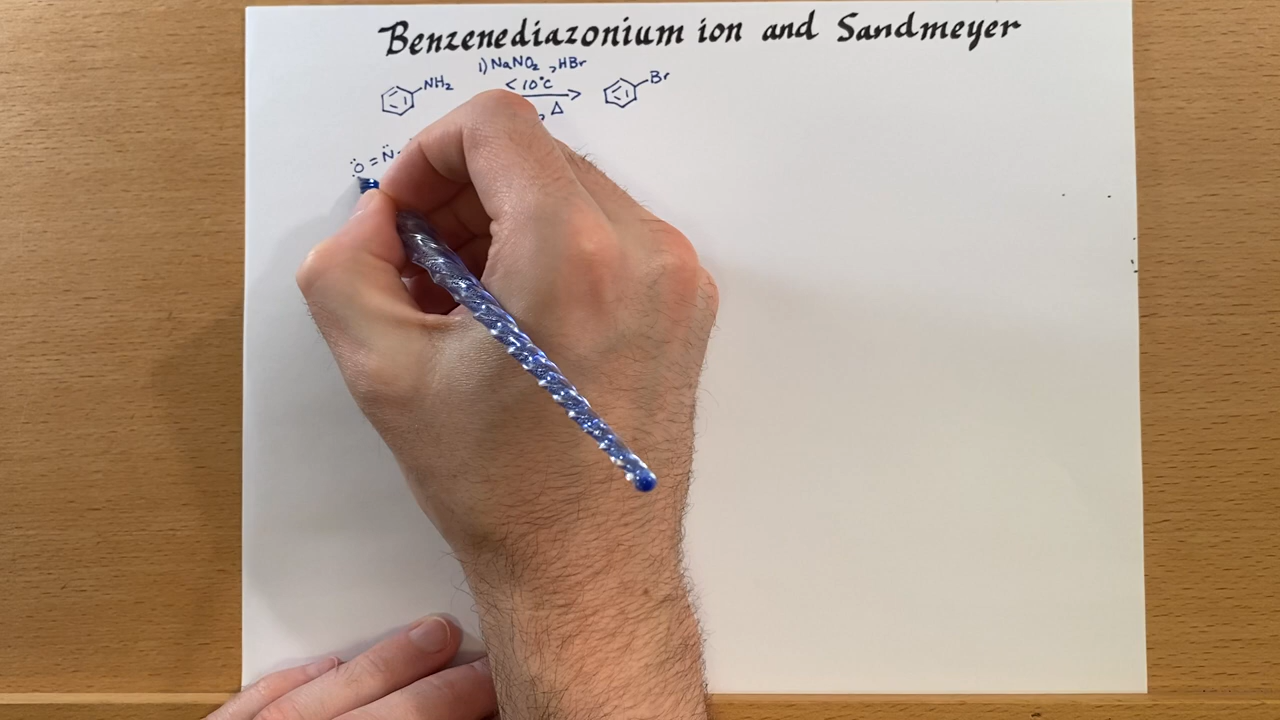 Benzenediazonium ion and Sandmeyer
1) NaNO₂ , HBr
NH₂ < 10°C Br
, Δ
:Ö = N̈ -